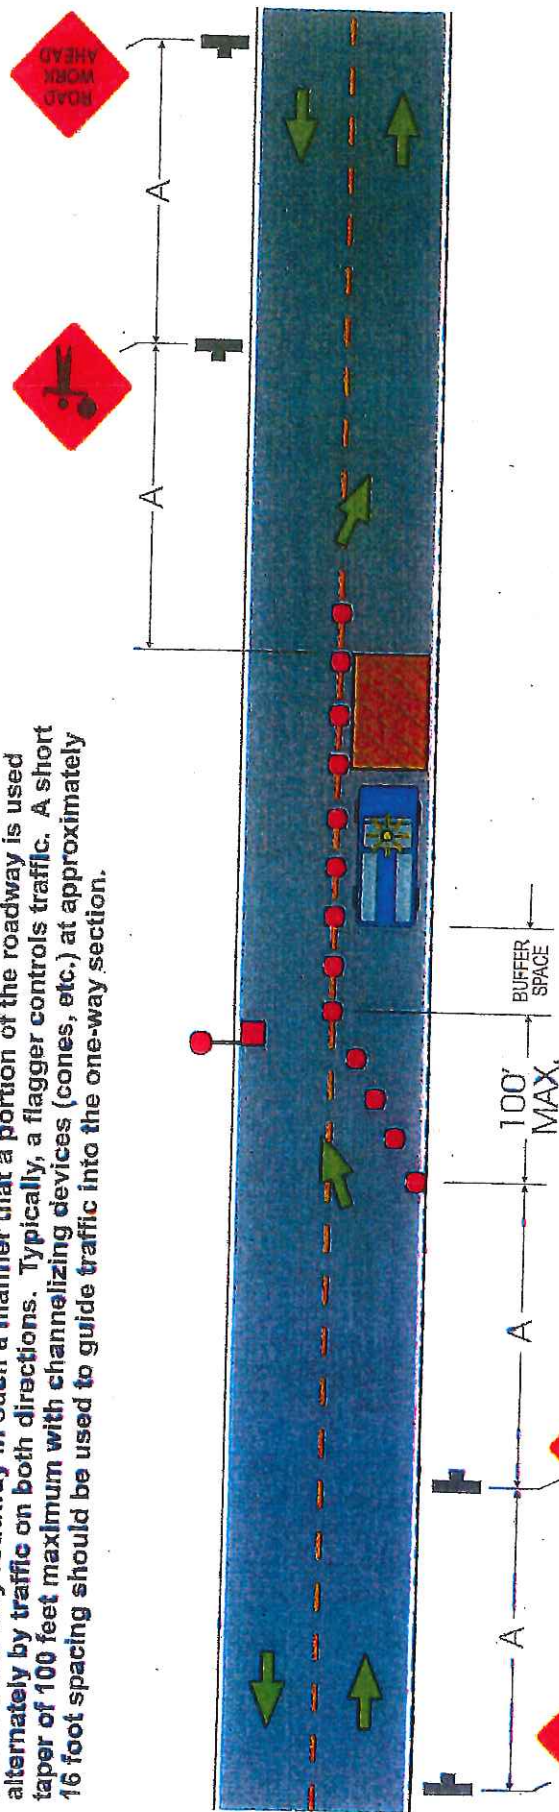 alternately by traffic on both directions. Typically, a flagger controls traffic. A short
taper of 100 feet maximum with channelizing devices (cones, etc.) at approximately
16 foot spacing should be used to guide traffic into the one-way section.
ROAD
WORK
AHEAD
A
A
BUFFER
SPACE
100'
MAX.
A
A